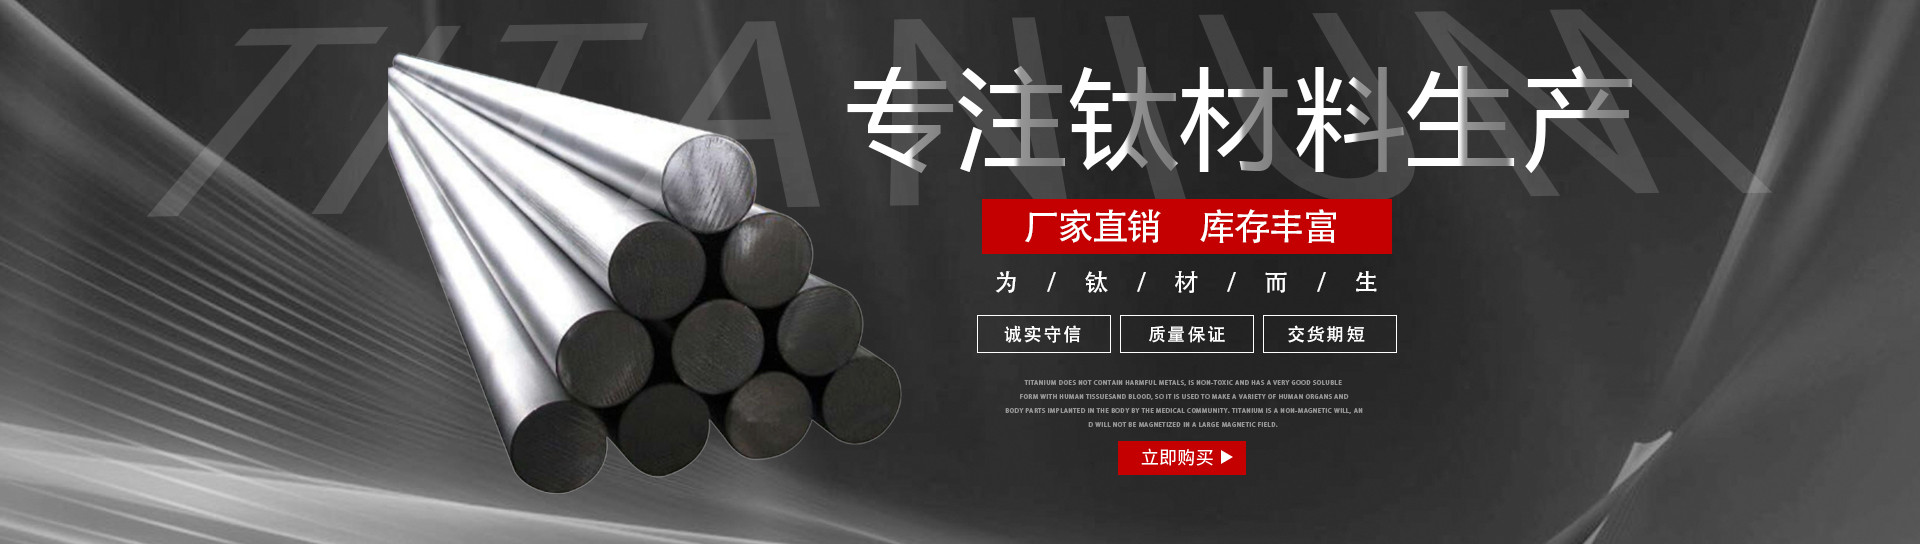 TITANIUM
专注钛材料生产
厂家直销 库存丰富
为 / 钛 / 材 / 而 / 生
诚实守信 质量保证 交货期短
TITANIUM DOES NOT CONTAIN HARMFUL METALS, IS NON-TOXIC AND HAS A VERY GOOD SOLUBLE
FORM WITH HUMAN TISSUESAND BLOOD, SO IT IS USED TO MAKE A VARIETY OF HUMAN ORGANS AND
BODY PARTS IMPLANTED IN THE BODY BY THE MEDICAL COMMUNITY. TITANIUM IS A NON-MAGNETIC WILL, AN
D WILL NOT BE MAGNETIZED IN A LARGE MAGNETIC FIELD.
立即购买▶